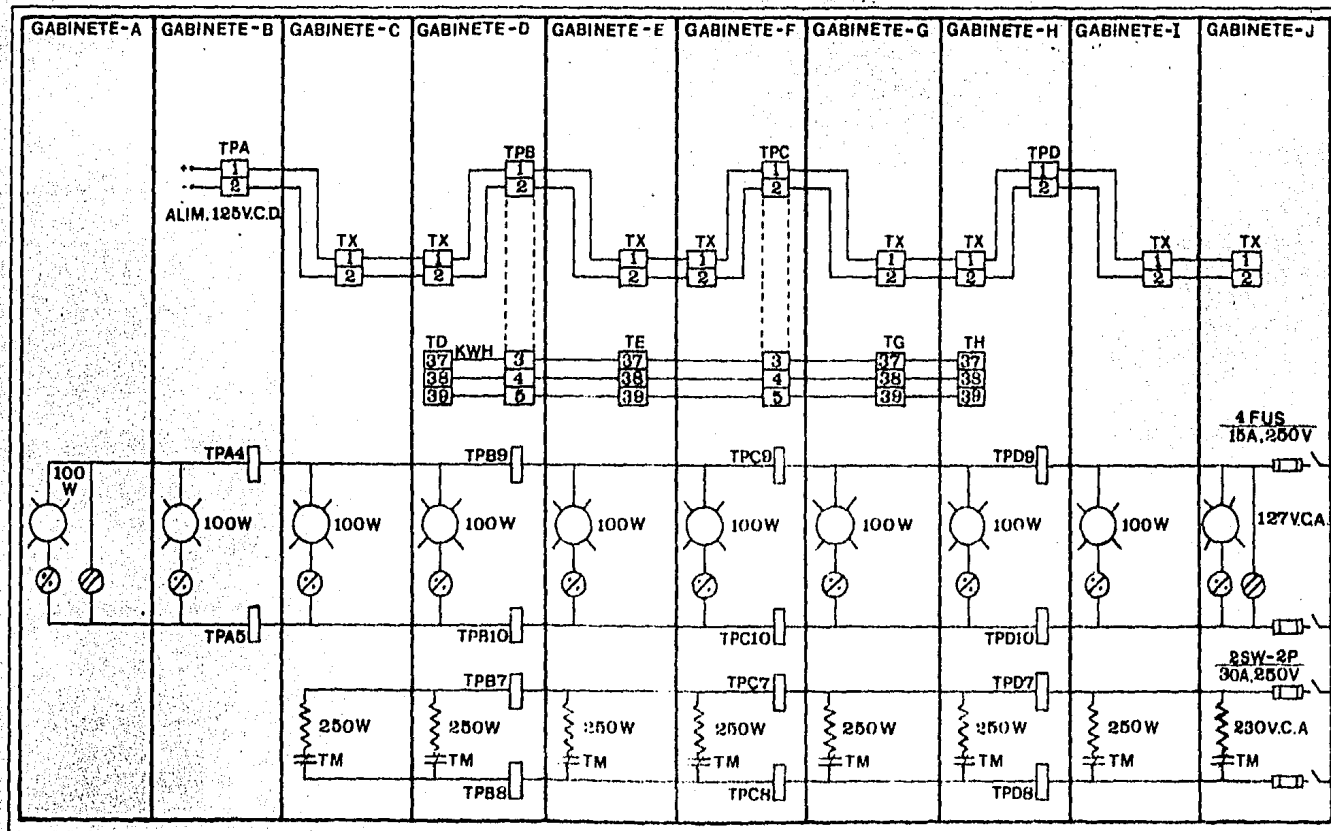 GABINETE-A GABINETE-B GABINETE-C GABINETE-D GABINETE-E GABINETE-F GABINETE-G GABINETE-H GABINETE-I GABINETE-J
TPA TPB TPC TPD
+ 1 1 1 1
- 2 2 2 2
ALIM. 125V.C.D.
TX TX TX TX TX TX TX TX
1 1 1 1 1 1 1 1
2 2 2 2 2 2 2 2
TD KWH TE TG TH
37 3 37 3 37 37
38 4 38 4 38 38
39 5 39 5 39 39
4 FUS
15A,250V
TPA4 TPB9 TPC9 TPD9
100
W
100W 100W 100W 100W 100W 100W 100W 100W 127V.C.A.
TPA5 TPB10 TPC10 TPD10
2SW-2P
30A,250V
TPB7 TPC7 TPD7
250W 250W 250W 250W 250W 250W 250W 230V.C.A
TM TM TM TM TM TM TM TM
TPB8 TPC8 TPD8